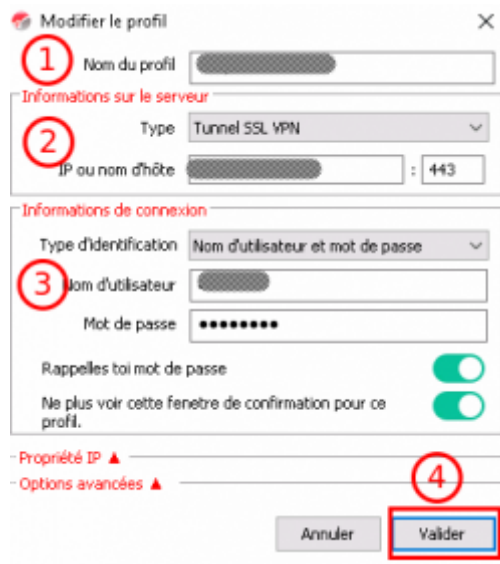 Modifier le profil
1
Nom du profil
Informations sur le serveur
2
Type Tunnel SSL VPN
IP ou nom d'hôte : 443
Informations de connexion
Type d'identification Nom d'utilisateur et mot de passe
3
Nom d'utilisateur
Mot de passe ••••••••
Rappelles toi mot de passe
Ne plus voir cette fenetre de confirmation pour ce
profil.
Propriété IP ▲
Options avancées ▲
4
Annuler Valider